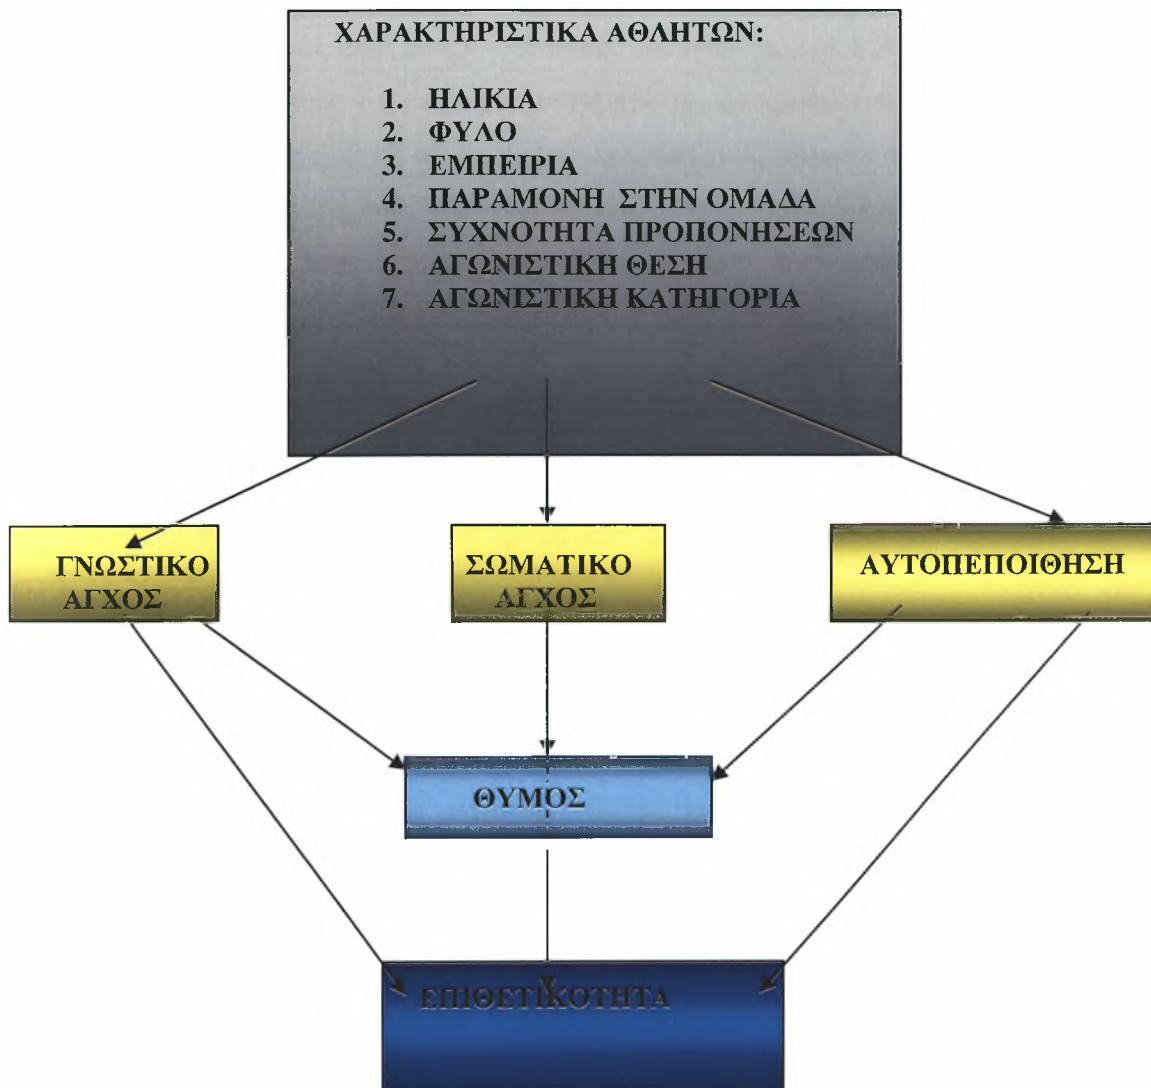 ΧΑΡΑΚΤΗΡΙΣΤΙΚΑ ΑΘΛΗΤΩΝ:
1. ΗΛΙΚΙΑ
2. ΦΥΛΟ
3. ΕΜΠΕΙΡΙΑ
4. ΠΑΡΑΜΟΝΗ ΣΤΗΝ ΟΜΑΔΑ
5. ΣΥΧΝΟΤΗΤΑ ΠΡΟΠΟΝΗΣΕΩΝ
6. ΑΓΩΝΙΣΤΙΚΗ ΘΕΣΗ
7. ΑΓΩΝΙΣΤΙΚΗ ΚΑΤΗΓΟΡΙΑ
ΓΝΩΣΤΙΚΟ
ΑΓΧΟΣ
ΣΩΜΑΤΙΚΟ
ΑΓΧΟΣ
ΑΥΤΟΠΕΠΟΙΘΗΣΗ
ΘΥΜΟΣ
ΕΠΙΘΕΤΙΚΟΤΗΤΑ